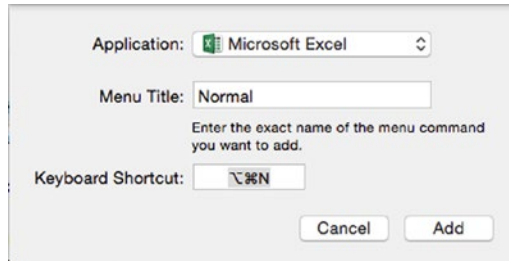 Application: Microsoft Excel
Menu Title: Normal
Enter the exact name of the menu command
you want to add.
Keyboard Shortcut: ⌥⌘N
Cancel Add